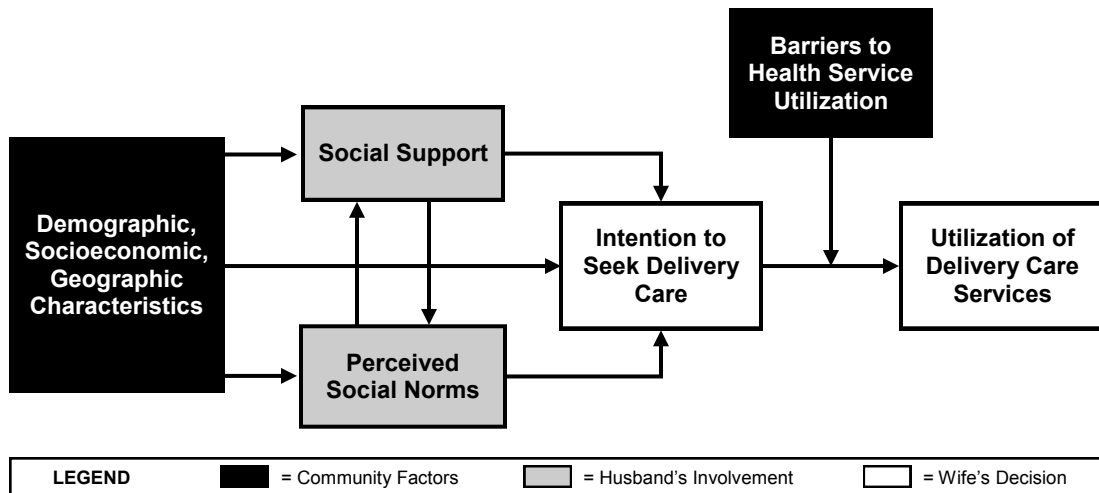 Barriers to
Health Service
Utilization
Social Support
Demographic,
Socioeconomic,
Geographic
Characteristics
Intention to
Seek Delivery
Care
Utilization of
Delivery Care
Services
Perceived
Social Norms
LEGEND = Community Factors = Husband's Involvement = Wife's Decision